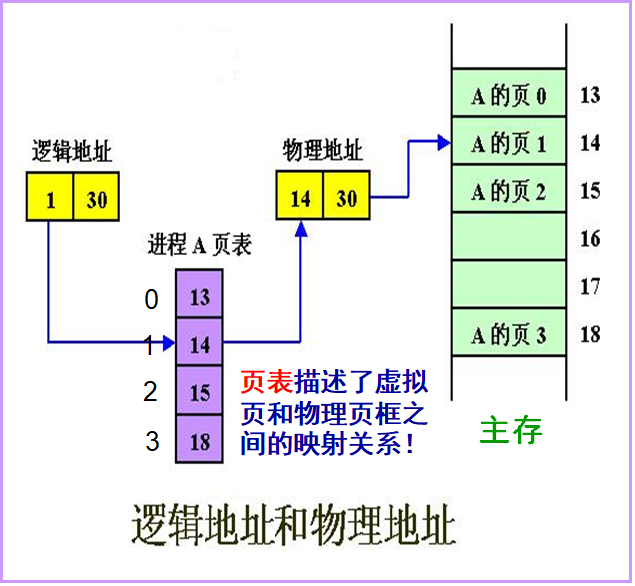 逻辑地址
1 30
物理地址
14 30
进程 A 页表
0 13
1 14
2 15
3 18
页表描述了虚拟
页和物理页框之
间的映射关系！
A 的页 0 13
A 的页 1 14
A 的页 2 15
16
17
A 的页 3 18
主存
逻辑地址和物理地址